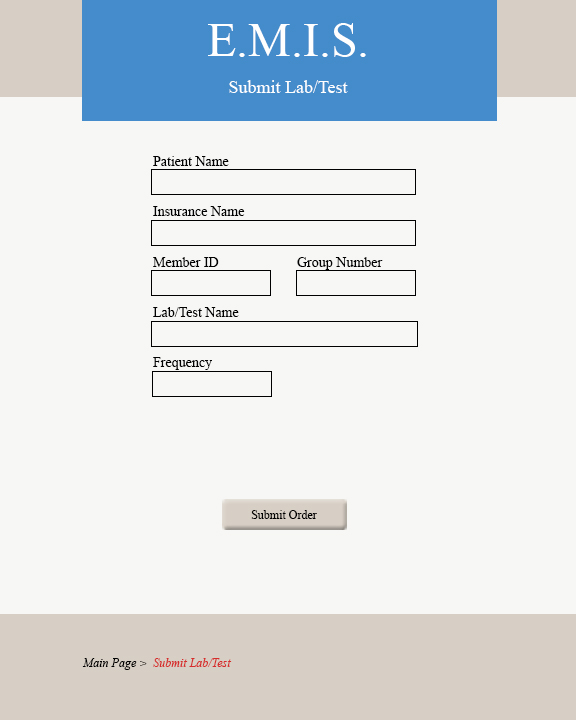 E.M.I.S.
Submit Lab/Test
Patient Name
Insurance Name
Member ID Group Number
Lab/Test Name
Frequency
Submit Order
Main Page > Submit Lab/Test